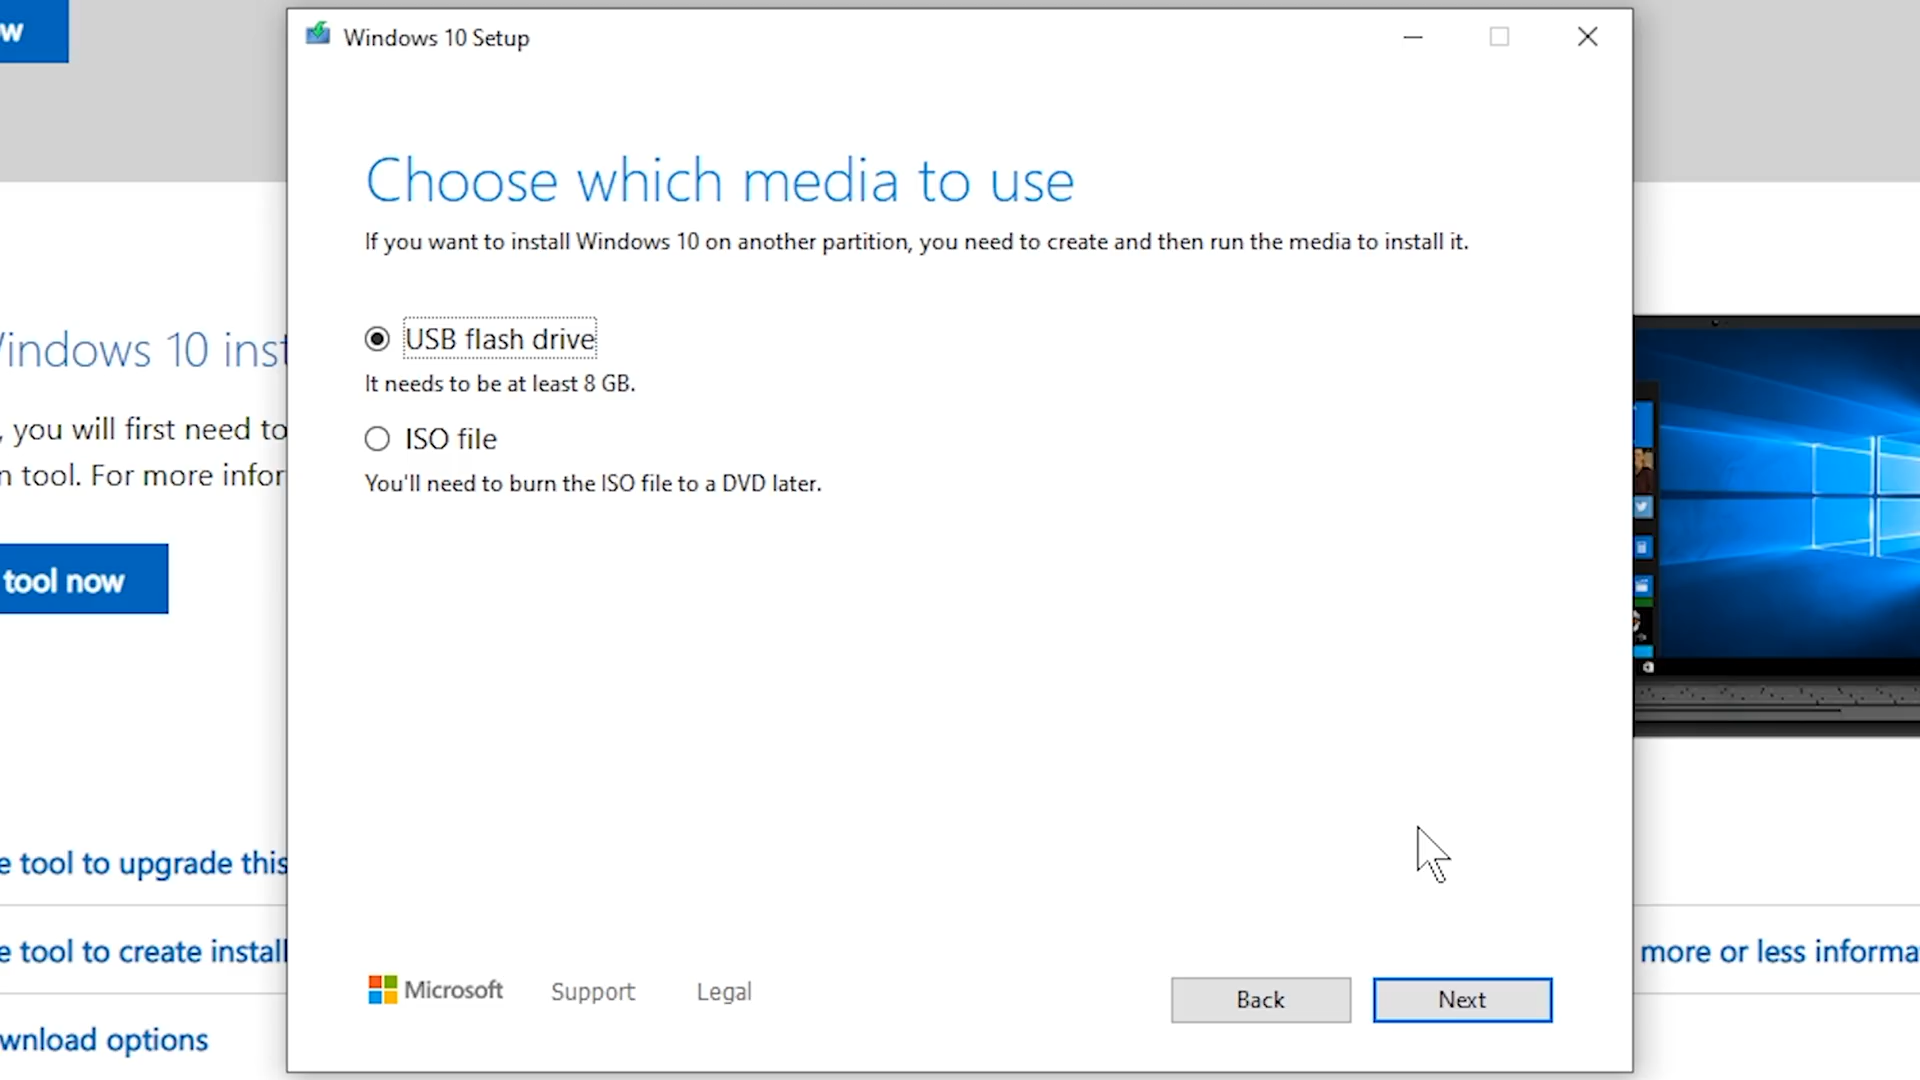 w
Windows 10 Setup
Choose which media to use
If you want to install Windows 10 on another partition, you need to create and then run the media to install it.
USB flash drive
It needs to be at least 8 GB.
ISO file
You'll need to burn the ISO file to a DVD later.
indows 10 inst
, you will first need to
n tool. For more infor
tool now
e tool to upgrade this
e tool to create install
more or less informa
wnload options
Microsoft
Support
Legal
Back
Next